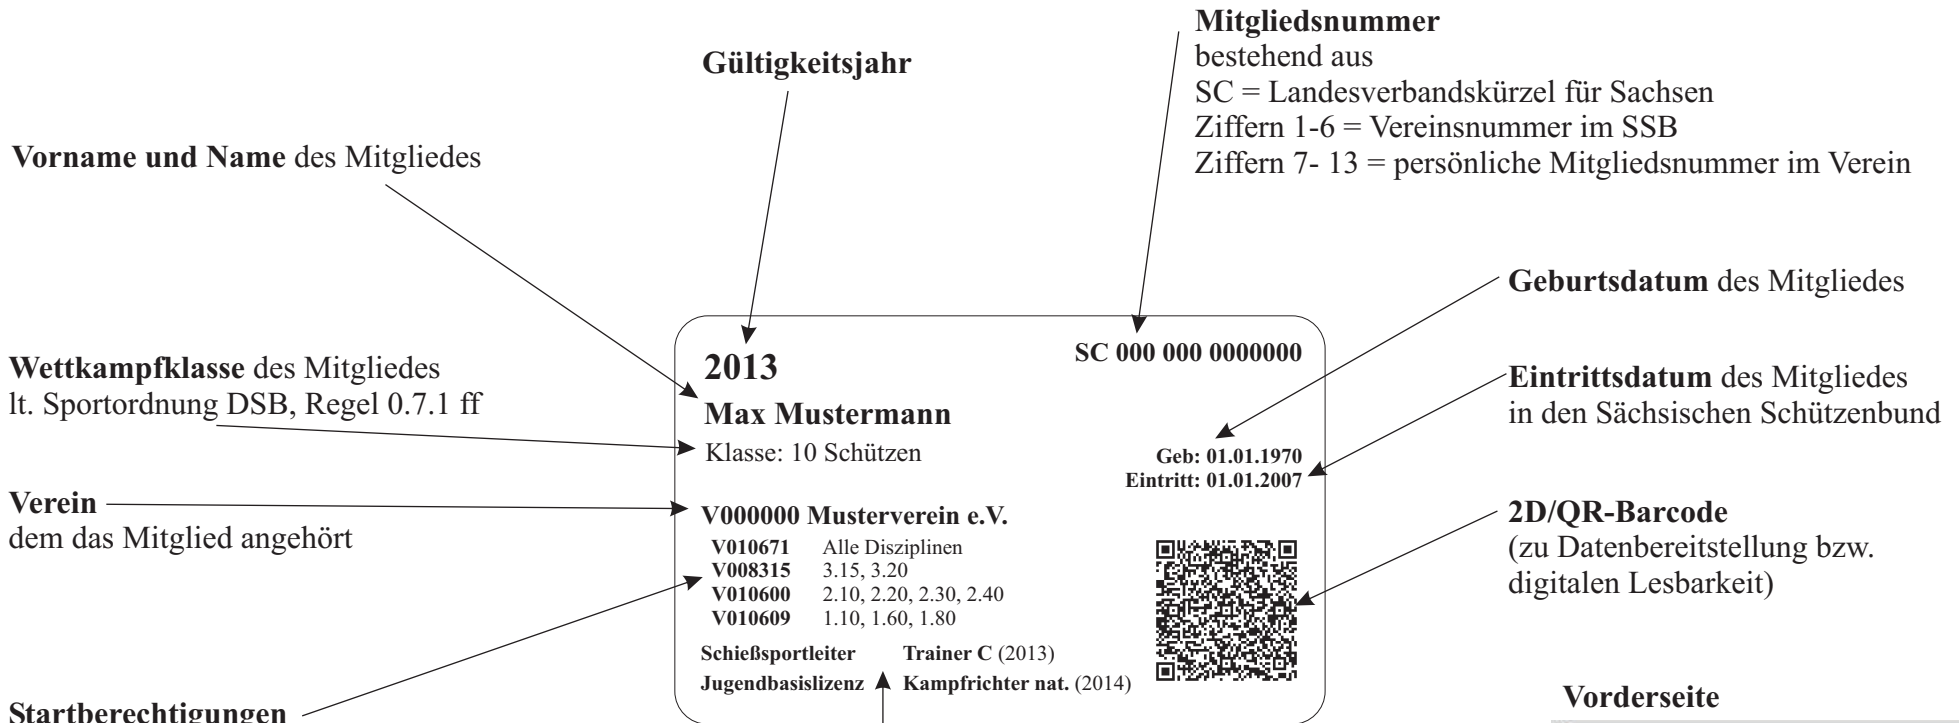 Mitgliedsnummer
bestehend aus
SC = Landesverbandskürzel für Sachsen
Ziffern 1-6 = Vereinsnummer im SSB
Ziffern 7- 13 = persönliche Mitgliedsnummer im Verein
Gültigkeitsjahr
Vorname und Name des Mitgliedes
Geburtsdatum des Mitgliedes
Wettkampfklasse des Mitgliedes
lt. Sportordnung DSB, Regel 0.7.1 ff
Eintrittsdatum des Mitgliedes
in den Sächsischen Schützenbund
Verein
dem das Mitglied angehört
2D/QR-Barcode
(zu Datenbereitstellung bzw.
digitalen Lesbarkeit)
2013
SC 000 000 0000000
Max Mustermann
Klasse: 10 Schützen
Geb: 01.01.1970
Eintritt: 01.01.2007
V000000 Musterverein e.V.
V010671 Alle Disziplinen
V008315 3.15, 3.20
V010600 2.10, 2.20, 2.30, 2.40
V010609 1.10, 1.60, 1.80
Schießsportleiter Trainer C (2013)
Jugendbasislizenz Kampfrichter nat. (2014)
Startberechtigungen
Vorderseite